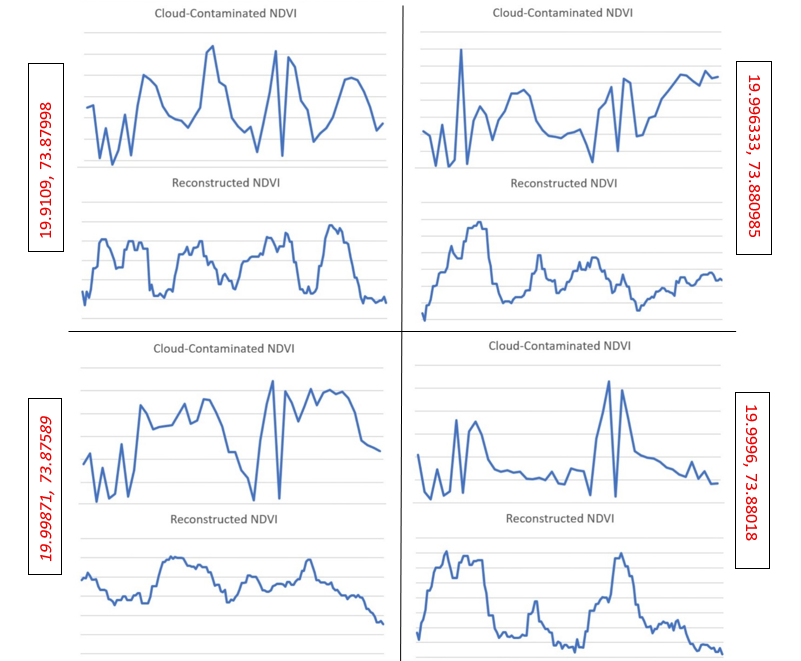 Cloud-Contaminated NDVI
Reconstructed NDVI
19.9109, 73.87998
Cloud-Contaminated NDVI
Reconstructed NDVI
19.996333, 73.880985
Cloud-Contaminated NDVI
Reconstructed NDVI
19.99871, 73.87589
Cloud-Contaminated NDVI
Reconstructed NDVI
19.9996, 73.88018